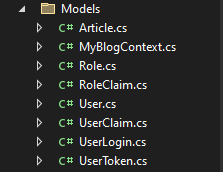 Models
C# Article.cs
C# MyBlogContext.cs
C# Role.cs
C# RoleClaim.cs
C# User.cs
C# UserClaim.cs
C# UserLogin.cs
C# UserToken.cs